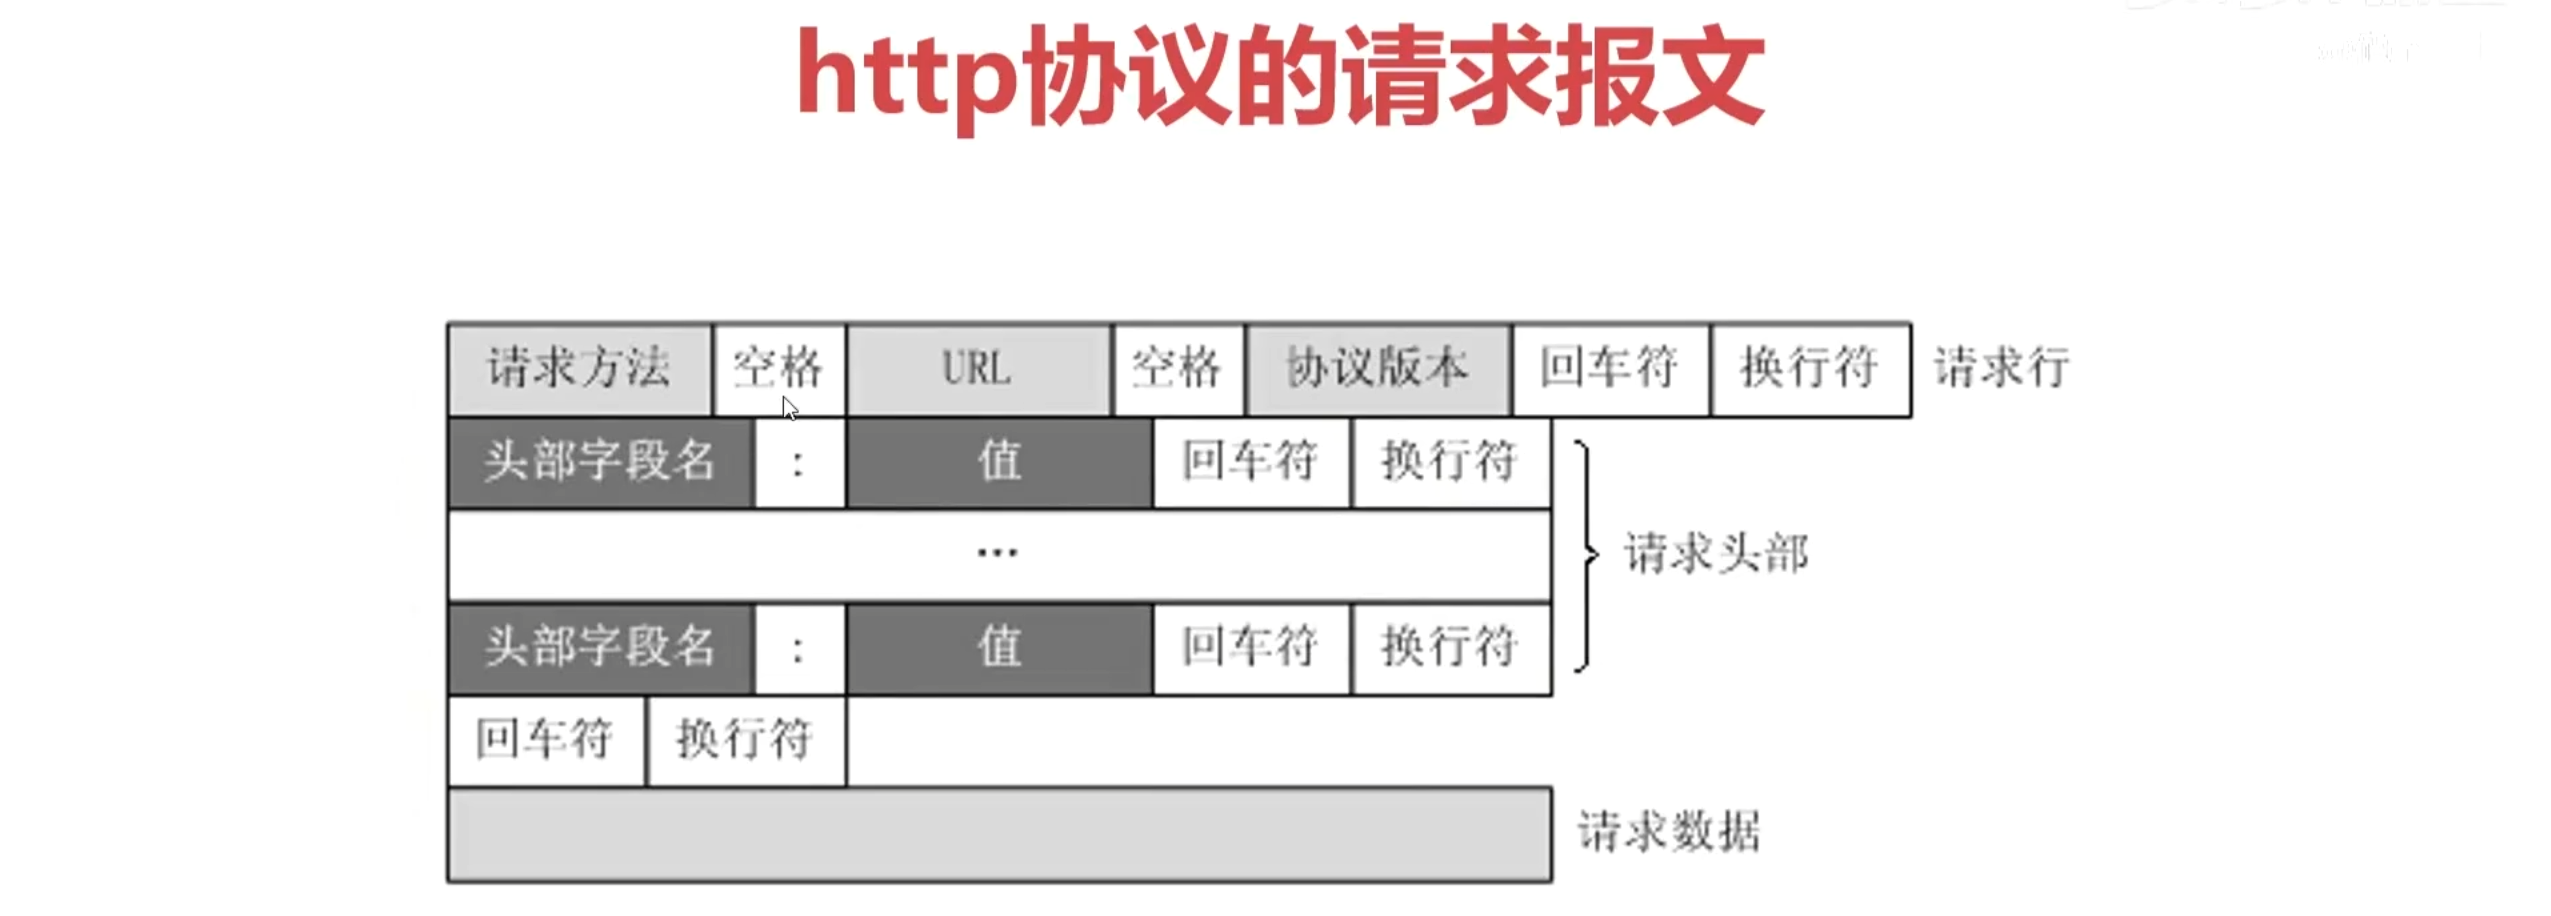 http协议的请求报文
请求方法 空格 URL 空格 协议版本 回车符 换行符 请求行
头部字段名 : 值 回车符 换行符
...
请求头部
头部字段名 : 值 回车符 换行符
回车符 换行符
请求数据